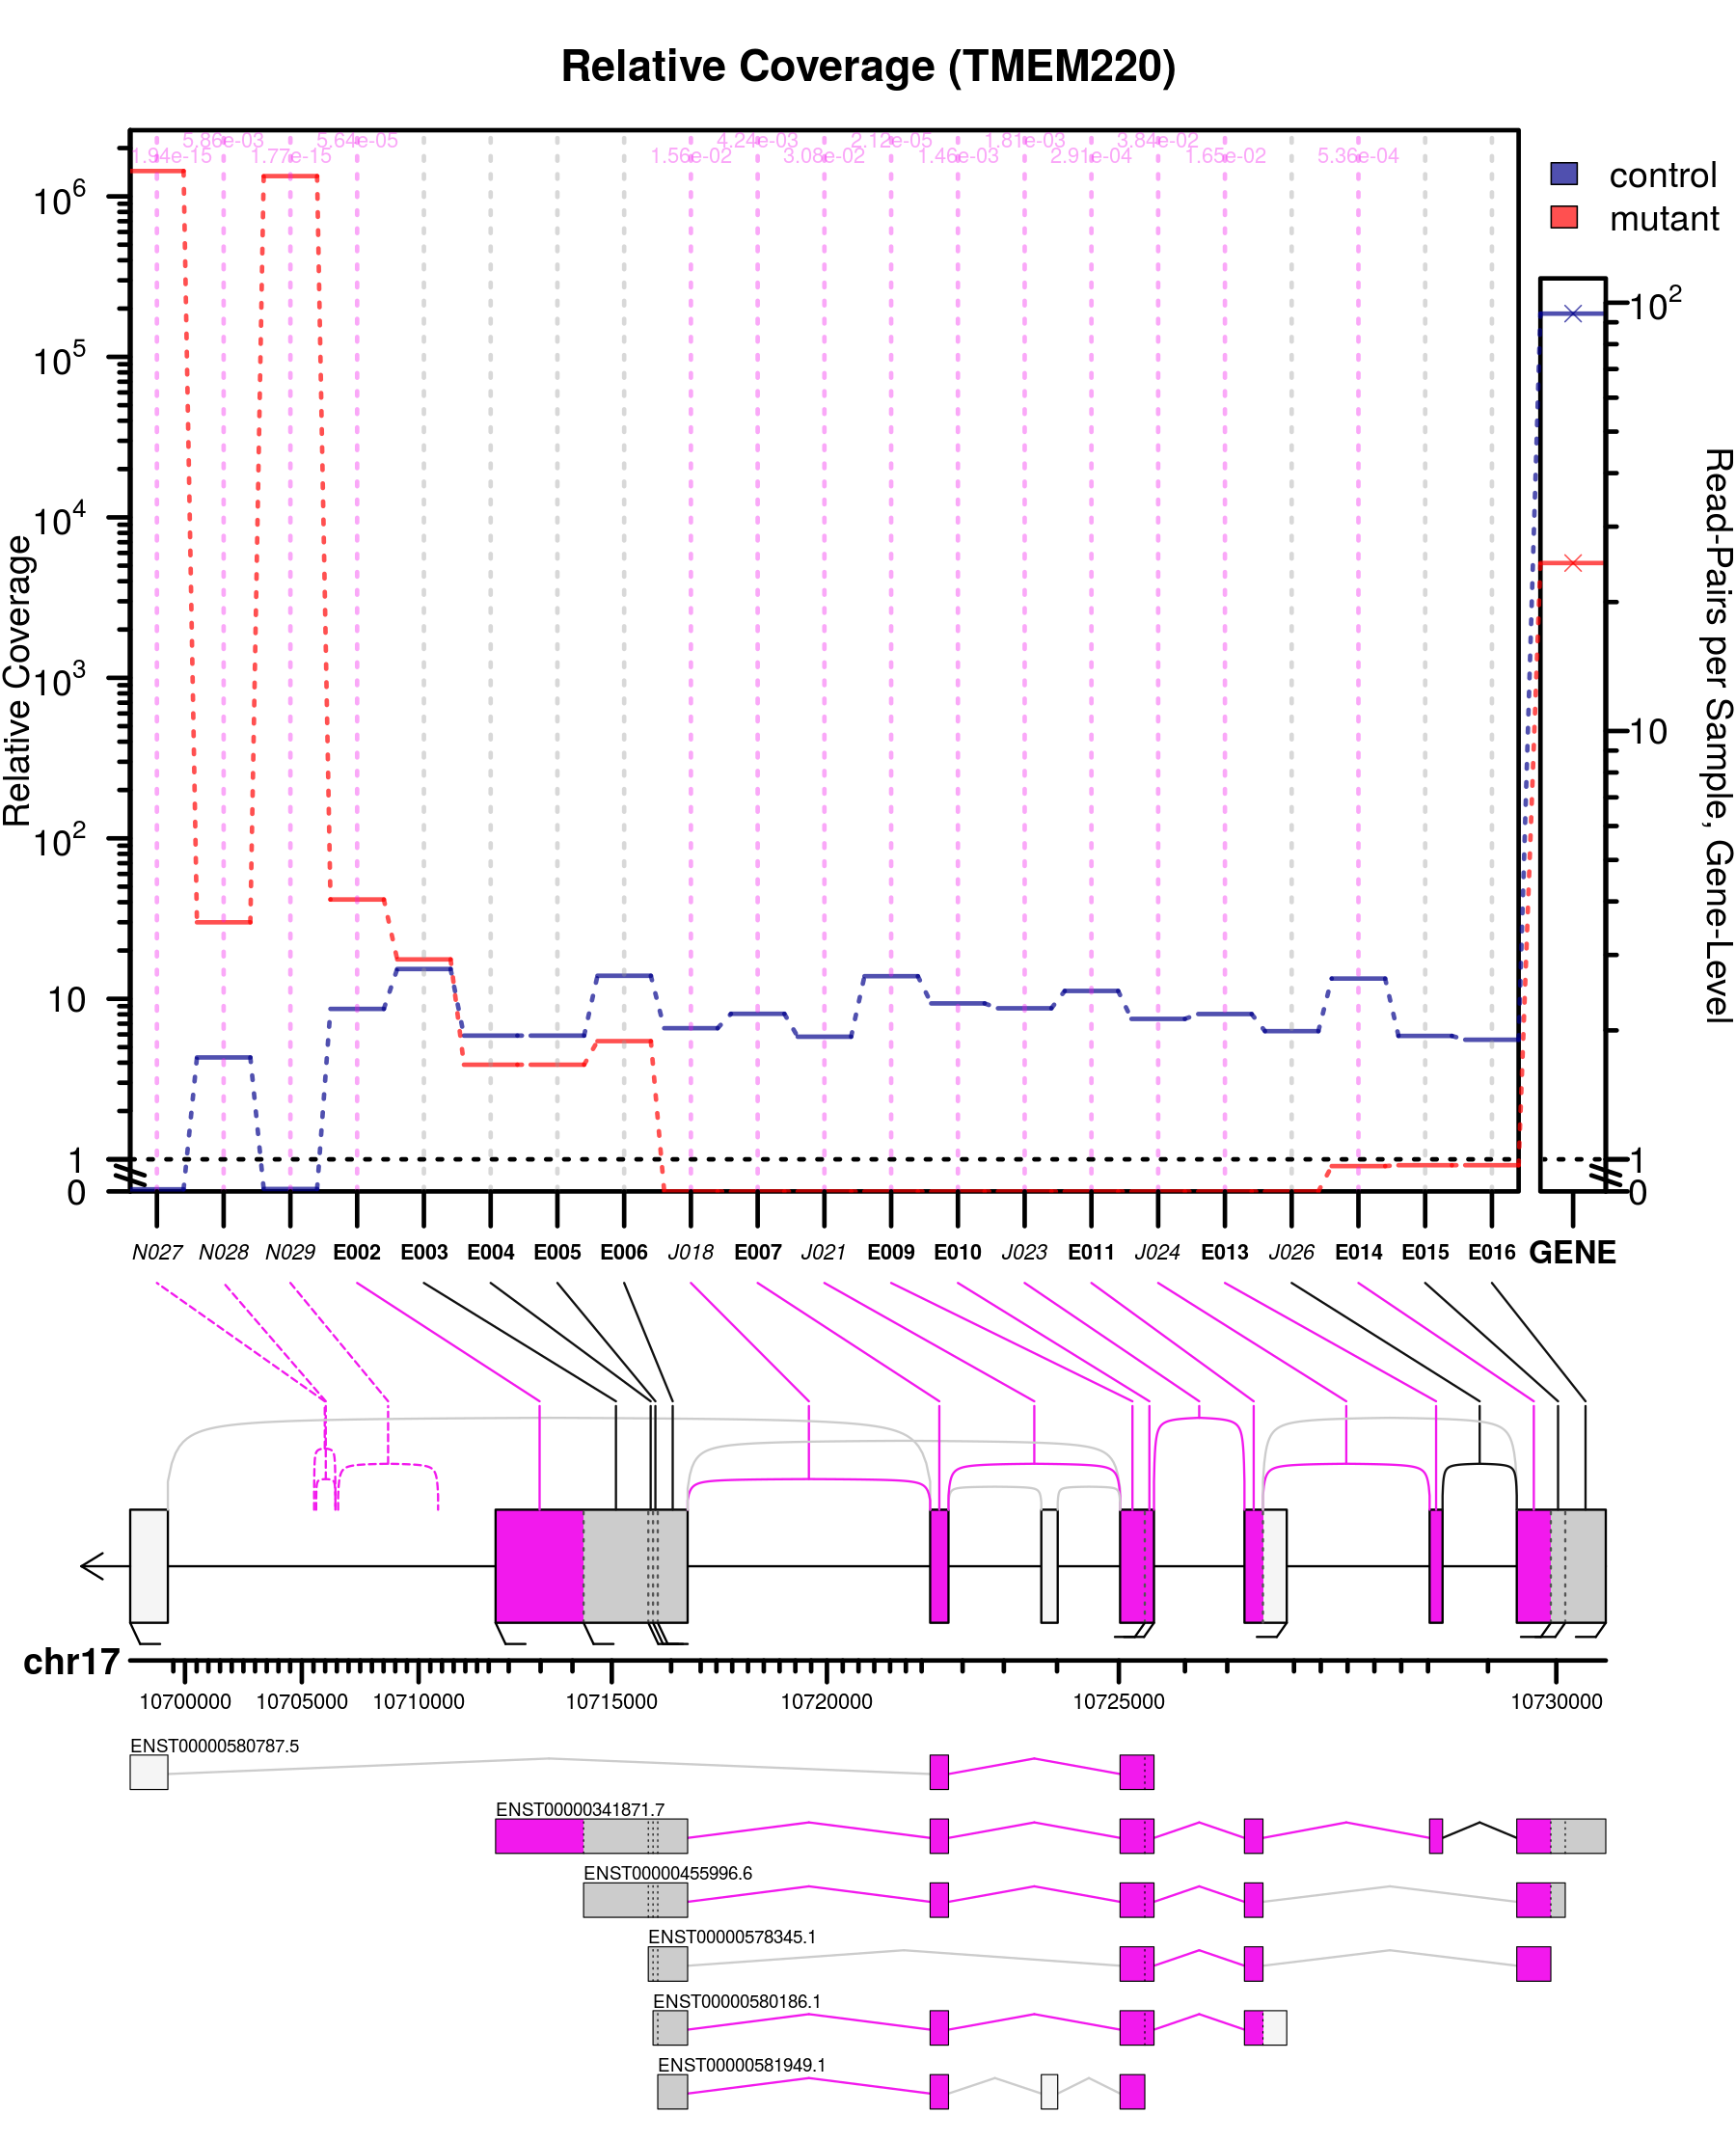 Relative Coverage (TMEM220)
5.86e-03 5.64e-05 4.24e-03 2.12e-05 1.81e-03 3.84e-02
1.94e-15 1.77e-15 1.56e-02 3.08e-02 1.46e-03 2.91e-04 1.65e-02 5.36e-04
control
mutant
Relative Coverage
10^6
10^5
10^4
10^3
10^2
10
1
0
10^2
10
1
0
Read-Pairs per Sample, Gene-Level
N027 N028 N029 E002 E003 E004 E005 E006 J018 E007 J021 E009 E010 J023 E011 J024 E013 J026 E014 E015 E016 GENE
chr17
10700000 10705000 10710000 10715000 10720000 10725000 10730000
ENST00000580787.5
ENST00000341871.7
ENST00000455996.6
ENST00000578345.1
ENST00000580186.1
ENST00000581949.1